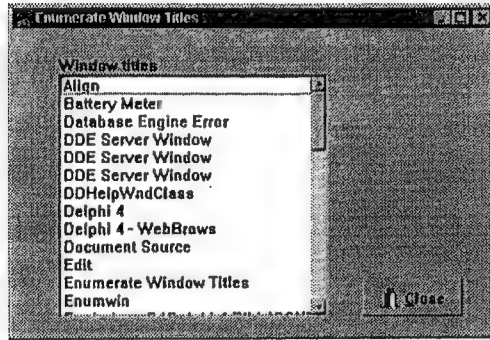 Enumerate Window Titles
Window titles
Align
Battery Meter
Database Engine Error
DDE Server Window
DDE Server Window
DDE Server Window
DDHelpWndClass
Delphi 4
Delphi 4 - WebBrows
Document Source
Edit
Enumerate Window Titles
Enumwin
Close